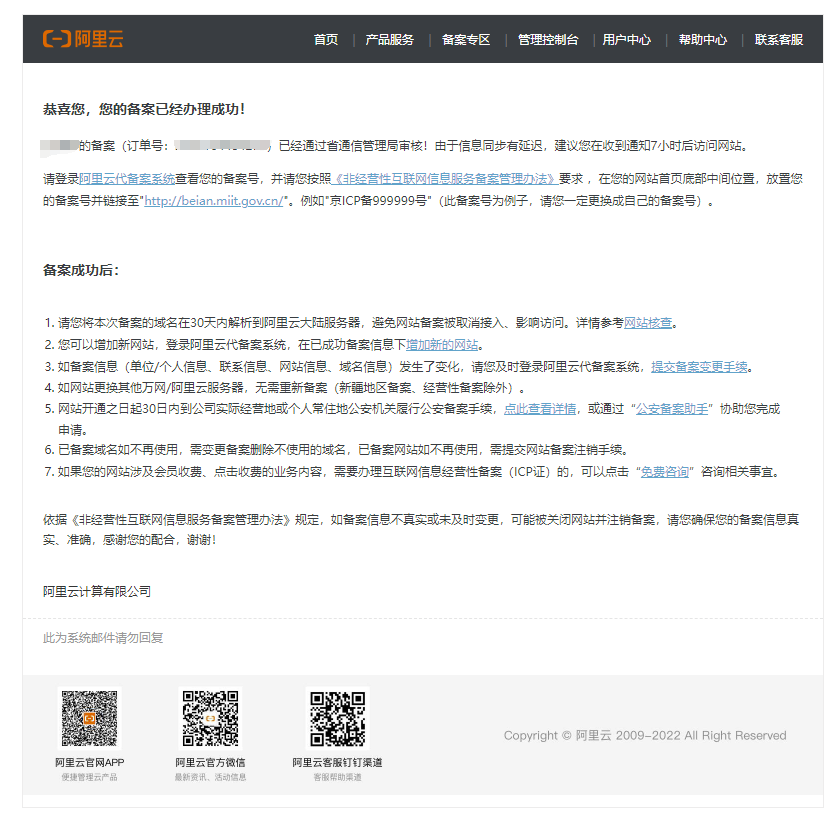 阿里云 首页 | 产品服务 | 备案专区 | 管理控制台 | 用户中心 | 帮助中心 | 联系客服
恭喜您，您的备案已经办理成功！
的备案（订单号： ）已经通过省通信管理局审核！由于信息同步有延迟，建议您在收到通知7小时后访问网站。
请登录阿里云代备案系统查看您的备案号，并请您按照《非经营性互联网信息服务备案管理办法》要求 ，在您的网站首页底部中间位置，放置您
的备案号并链接至"http://beian.miit.gov.cn/"。例如"京ICP备999999号"（此备案号为例子，请您一定更换成自己的备案号）。
备案成功后：
1. 请您将本次备案的域名在30天内解析到阿里云大陆服务器，避免网站备案被取消接入、影响访问。详情参考网站核查。
2. 您可以增加新网站，登录阿里云代备案系统，在已成功备案信息下增加新的网站。
3. 如备案信息（单位/个人信息、联系信息、网站信息、域名信息）发生了变化，请您及时登录阿里云代备案系统，提交备案变更手续。
4. 如网站更换其他万网/阿里云服务器，无需重新备案（新疆地区备案、经营性备案除外）。
5. 网站开通之日起30日内到公司实际经营地或个人常住地公安机关履行公安备案手续，点此查看详情，或通过“公安备案助手”协助您完成
申请。
6. 已备案域名如不再使用，需变更备案删除不使用的域名，已备案网站如不再使用，需提交网站备案注销手续。
7. 如果您的网站涉及会员收费、点击收费的业务内容，需要办理互联网信息经营性备案（ICP证）的，可以点击“免费咨询”咨询相关事宜。
依据《非经营性互联网信息服务备案管理办法》规定，如备案信息不真实或未及时变更，可能被关闭网站并注销备案，请您确保您的备案信息真
实、准确，感谢您的配合，谢谢！
阿里云计算有限公司
此为系统邮件请勿回复
阿里云官网APP 阿里云官方微信 阿里云客服钉钉渠道
便捷管理云产品 最新资讯、活动信息 客服帮助渠道
Copyright © 阿里云 2009-2022 All Right Reserved